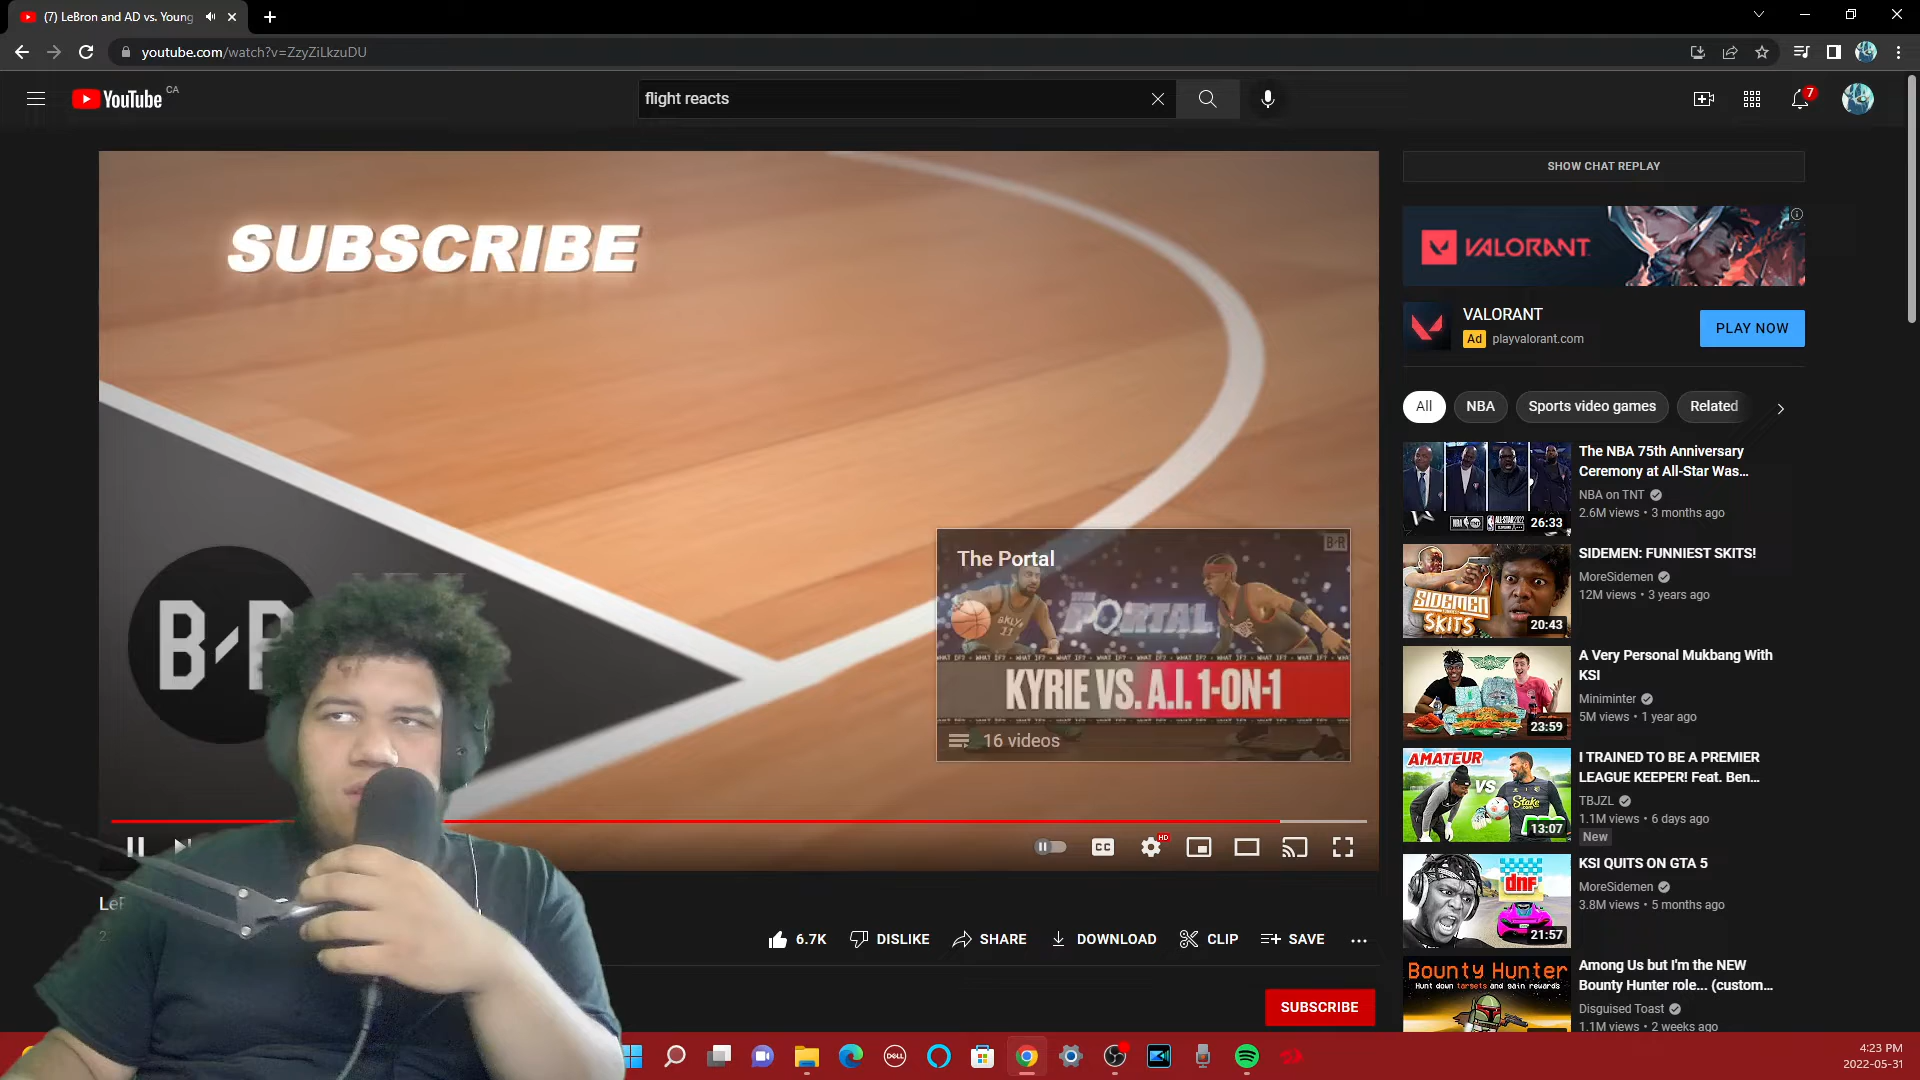 (7) LeBron and AD vs. Young
youtube.com/watch?v=ZzyZiLkzuDU
YouTube CA
flight reacts
7
SUBSCRIBE
B/R
The Portal
B/R
BKLYN
11
PORTAL
KYRIE VS. A.I. 1-ON-1
16 videos
CC
HD
6.7K
DISLIKE
SHARE
DOWNLOAD
CLIP
SAVE
SUBSCRIBE
SHOW CHAT REPLAY
VALORANT
VALORANT
Ad playvalorant.com
PLAY NOW
All
NBA
Sports video games
Related
The NBA 75th Anniversary
Ceremony at All-Star Was...
NBA on TNT
2.6M views • 3 months ago
26:33
SIDEMEN: FUNNIEST SKITS!
MoreSidemen
12M views • 3 years ago
SIDEMEN
SKITS
20:43
A Very Personal Mukbang With
KSI
Miniminter
5M views • 1 year ago
23:59
I TRAINED TO BE A PREMIER
LEAGUE KEEPER! Feat. Ben...
TBJZL
1.1M views • 6 days ago
New
AMATEUR
VS
Stake
13:07
KSI QUITS ON GTA 5
MoreSidemen
3.8M views • 5 months ago
dnf
21:57
Among Us but I'm the NEW
Bounty Hunter role... (custom...
Disguised Toast
1.1M views • 2 weeks ago
Bounty Hunter
Hunt down targets and gain rewards
DELL
4:23 PM
2022-05-31